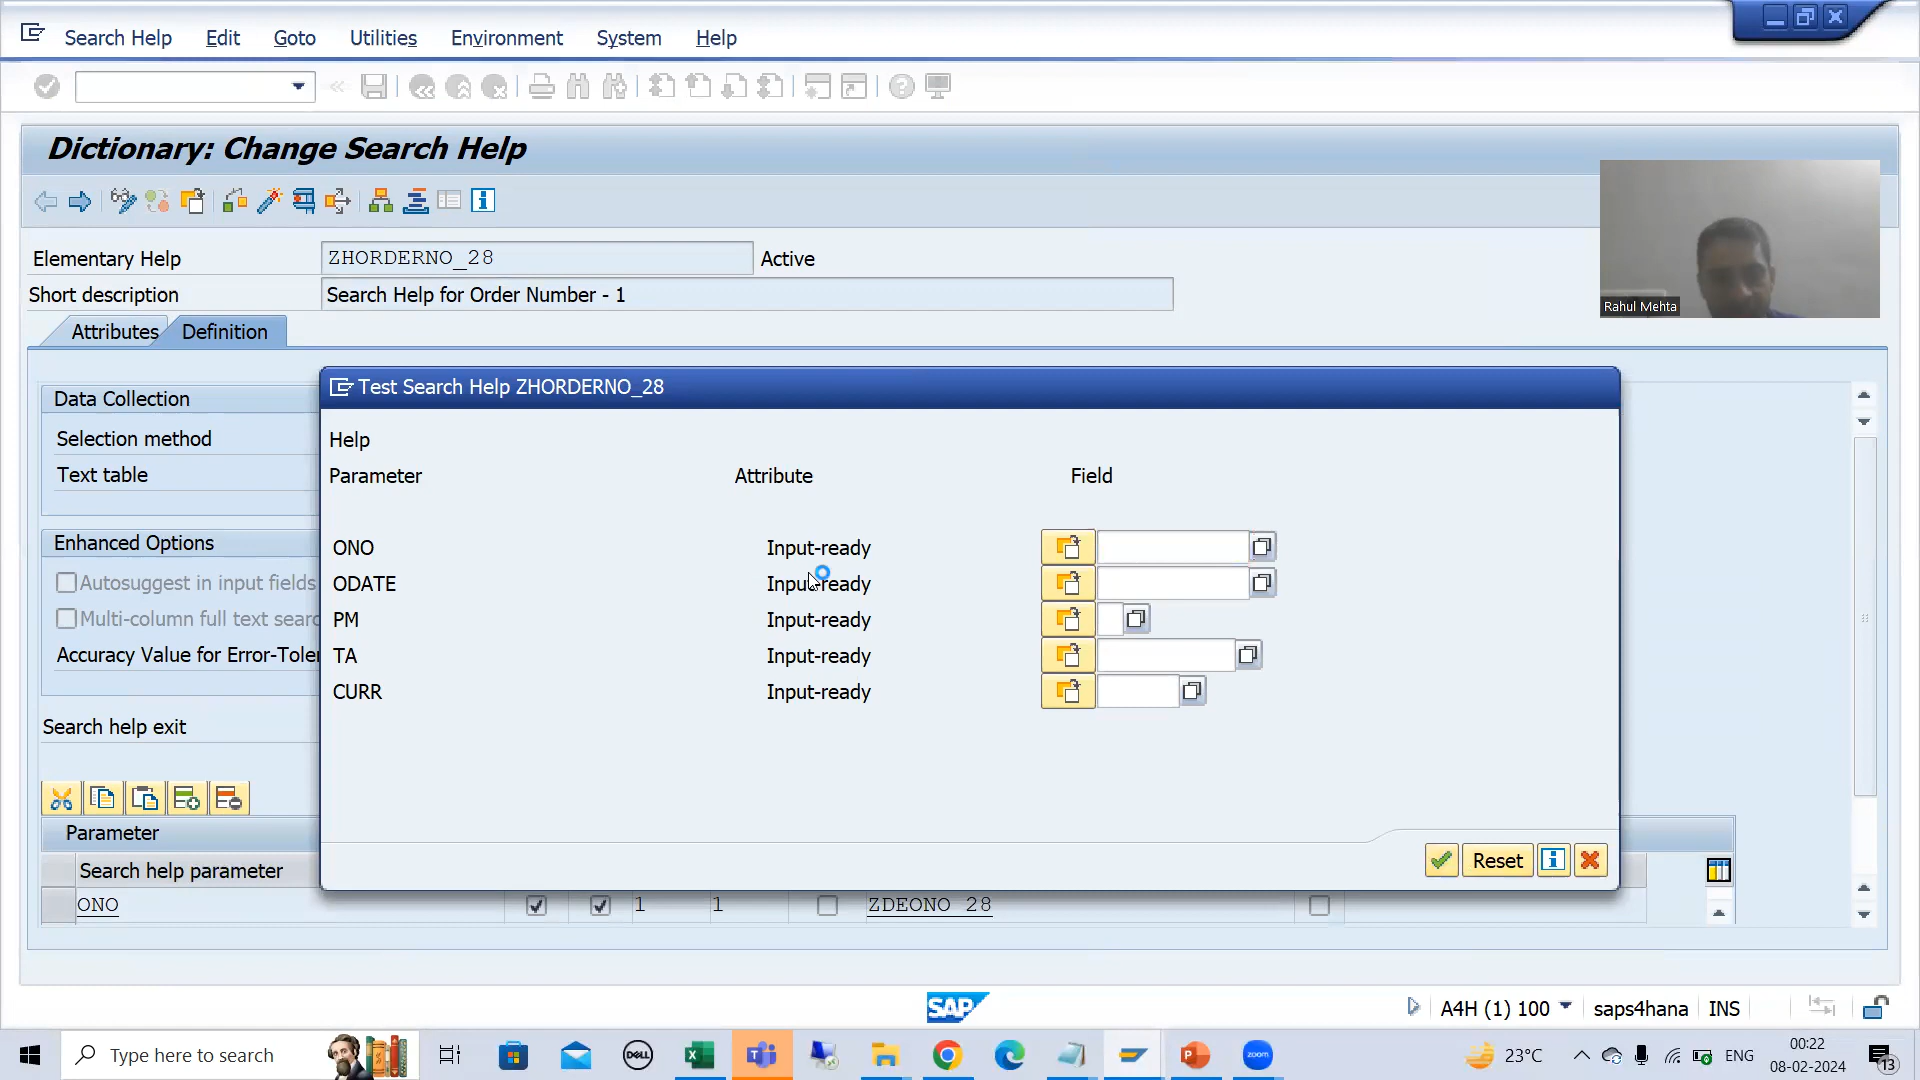 Search Help Edit Goto Utilities Environment System Help
Dictionary: Change Search Help
Elementary Help ZHORDERNO_28 Active
Short description Search Help for Order Number - 1
Rahul Mehta
Attributes Definition
Test Search Help ZHORDERNO_28
Data Collection
Selection method
Text table
Enhanced Options
Autosuggest in input fields
Multi-column full text searc
Accuracy Value for Error-Toler
Search help exit
Help
Parameter Attribute Field
ONO Input-ready
ODATE Input-ready
PM Input-ready
TA Input-ready
CURR Input-ready
Reset
Parameter
Search help parameter
ONO 1 1 ZDEONO_28
SAP
A4H (1) 100 saps4hana INS
Type here to search
DELL
zoom
23°C
ENG
00:22
08-02-2024
13